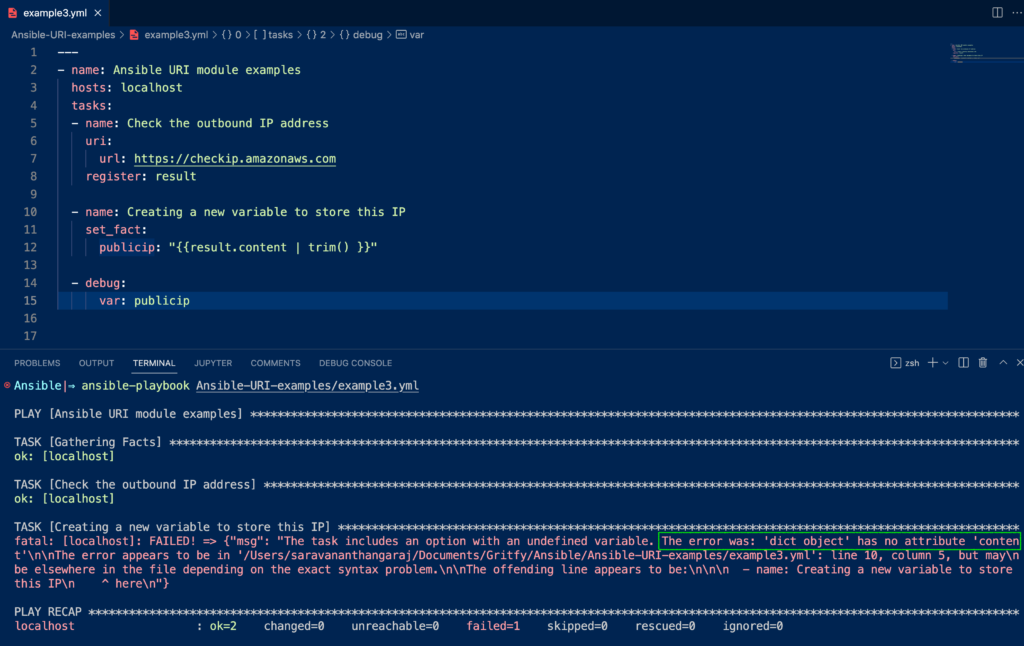 example3.yml ×
Ansible-URI-examples > example3.yml > { } 0 > [ ] tasks > { } 2 > { } debug > var
1 ---
2 - name: Ansible URI module examples
3 hosts: localhost
4 tasks:
5 - name: Check the outbound IP address
6 uri:
7 url: https://checkip.amazonaws.com
8 register: result
9
10 - name: Creating a new variable to store this IP
11 set_fact:
12 publicip: "{{result.content | trim() }}"
13
14 - debug:
15 var: publicip
16
17
PROBLEMS OUTPUT TERMINAL JUPYTER COMMENTS DEBUG CONSOLE zsh
Ansible|⇒ ansible-playbook Ansible-URI-examples/example3.yml
PLAY [Ansible URI module examples] ******************************************************************************************************************
TASK [Gathering Facts] ******************************************************************************************************************************
ok: [localhost]
TASK [Check the outbound IP address] ****************************************************************************************************************
ok: [localhost]
TASK [Creating a new variable to store this IP] *****************************************************************************************************
fatal: [localhost]: FAILED! => {"msg": "The task includes an option with an undefined variable. The error was: 'dict object' has no attribute 'conten
t'\n\nThe error appears to be in '/Users/saravananthangaraj/Documents/Gritfy/Ansible/Ansible-URI-examples/example3.yml': line 10, column 5, but may\n
be elsewhere in the file depending on the exact syntax problem.\n\nThe offending line appears to be:\n\n\n  - name: Creating a new variable to store
this IP\n    ^ here\n"}
PLAY RECAP ******************************************************************************************************************************************
localhost : ok=2 changed=0 unreachable=0 failed=1 skipped=0 rescued=0 ignored=0